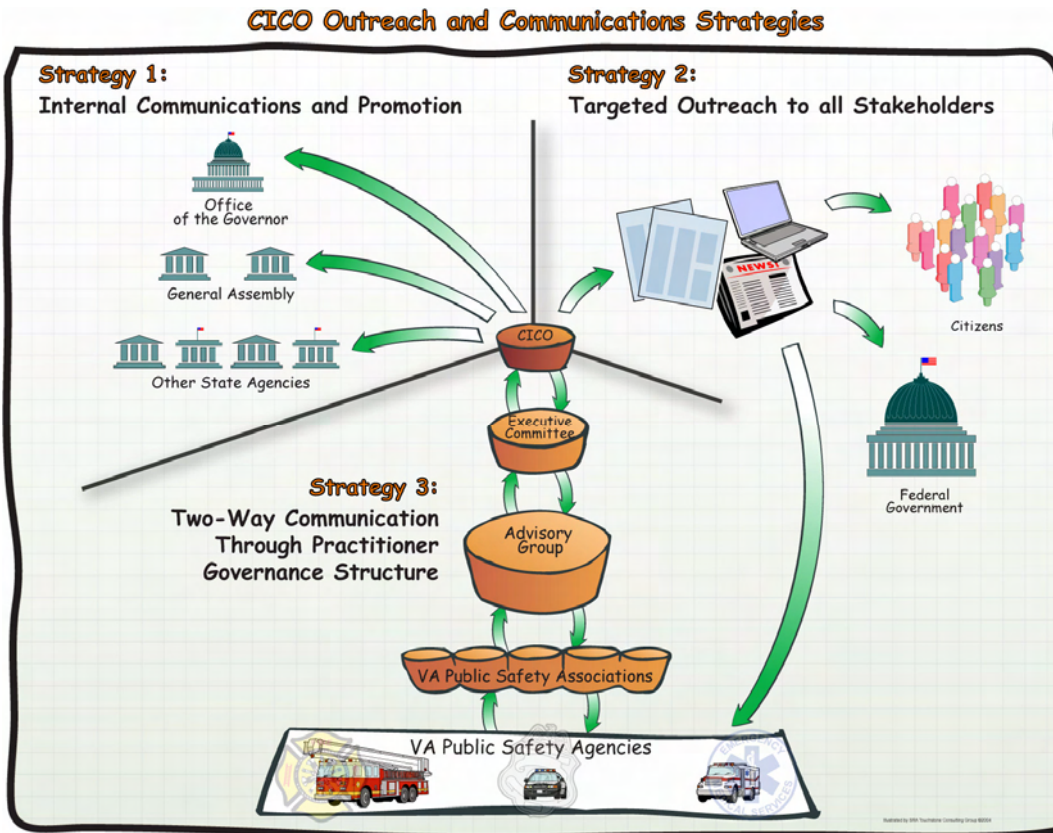 CICO Outreach and Communications Strategies
Strategy 1:
Internal Communications and Promotion
Strategy 2:
Targeted Outreach to all Stakeholders
Office
of the Governor
General Assembly
Other State Agencies
NEWS!
Citizens
Federal
Government
CICO
Executive
Committee
Strategy 3:
Two-Way Communication
Through Practitioner
Governance Structure
Advisory
Group
VA Public Safety Associations
VA Public Safety Agencies
EMERGENCY